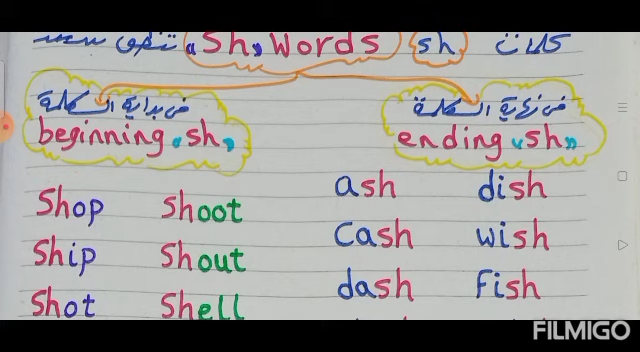 كلمات "sh" "Sh" Words تنطق
في بداية الكلمة
beginning "sh"
في نهاية الكلمة
ending "sh"
Shop Shoot
Ship Shout
Shot Shell
ash dish
Cash wish
dash Fish
FILMIGO